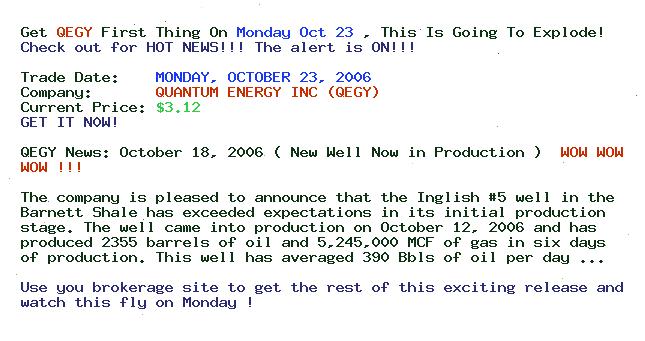 Get QEGY First Thing On Monday Oct 23 , This Is Going To Explode!
Check out for HOT NEWS!!! The alert is ON!!!
Trade Date: MONDAY, OCTOBER 23, 2006
Company: QUANTUM ENERGY INC (QEGY)
Current Price: $3.12
GET IT NOW!
QEGY News: October 18, 2006 ( New Well Now in Production ) WOW WOW
WOW !!!
The company is pleased to announce that the Inglish #5 well in the
Barnett Shale has exceeded expectations in its initial production
stage. The well came into production on October 12, 2006 and has
produced 2355 barrels of oil and 5,245,000 MCF of gas in six days
of production. This well has averaged 390 Bbls of oil per day ...
Use you brokerage site to get the rest of this exciting release and
watch this fly on Monday !